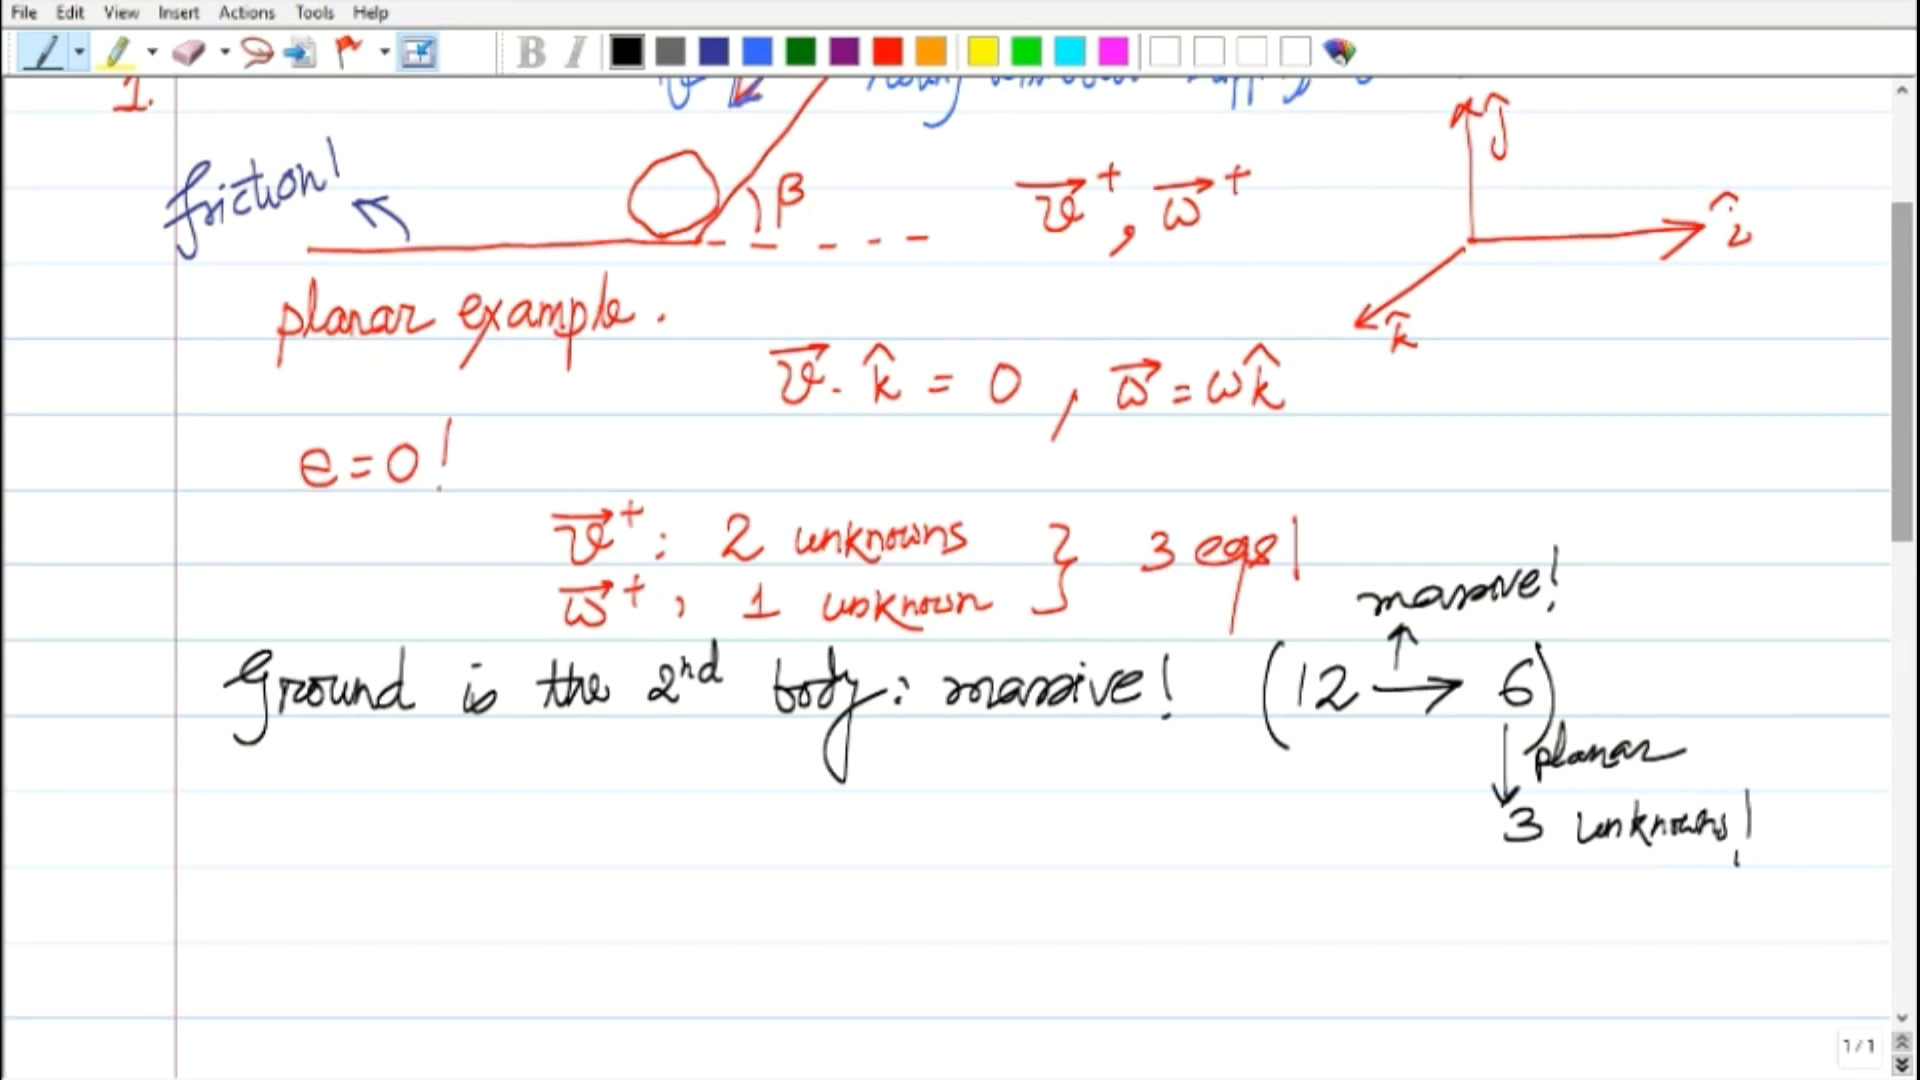 File Edit View Insert Actions Tools Help
B I
1.
friction!
β
v⃗⁺, ω⃗⁺
ĵ
î
k̂
planar example.
v⃗ · k̂ = 0, ω⃗ = ωk̂
e = 0!
v⃗⁺: 2 unknowns } 3 eqs!
ω⃗⁺, 1 unknown
massive!
Ground is the 2nd body: massive! (12 → 6)
planar
3 unknowns!
1 / 1